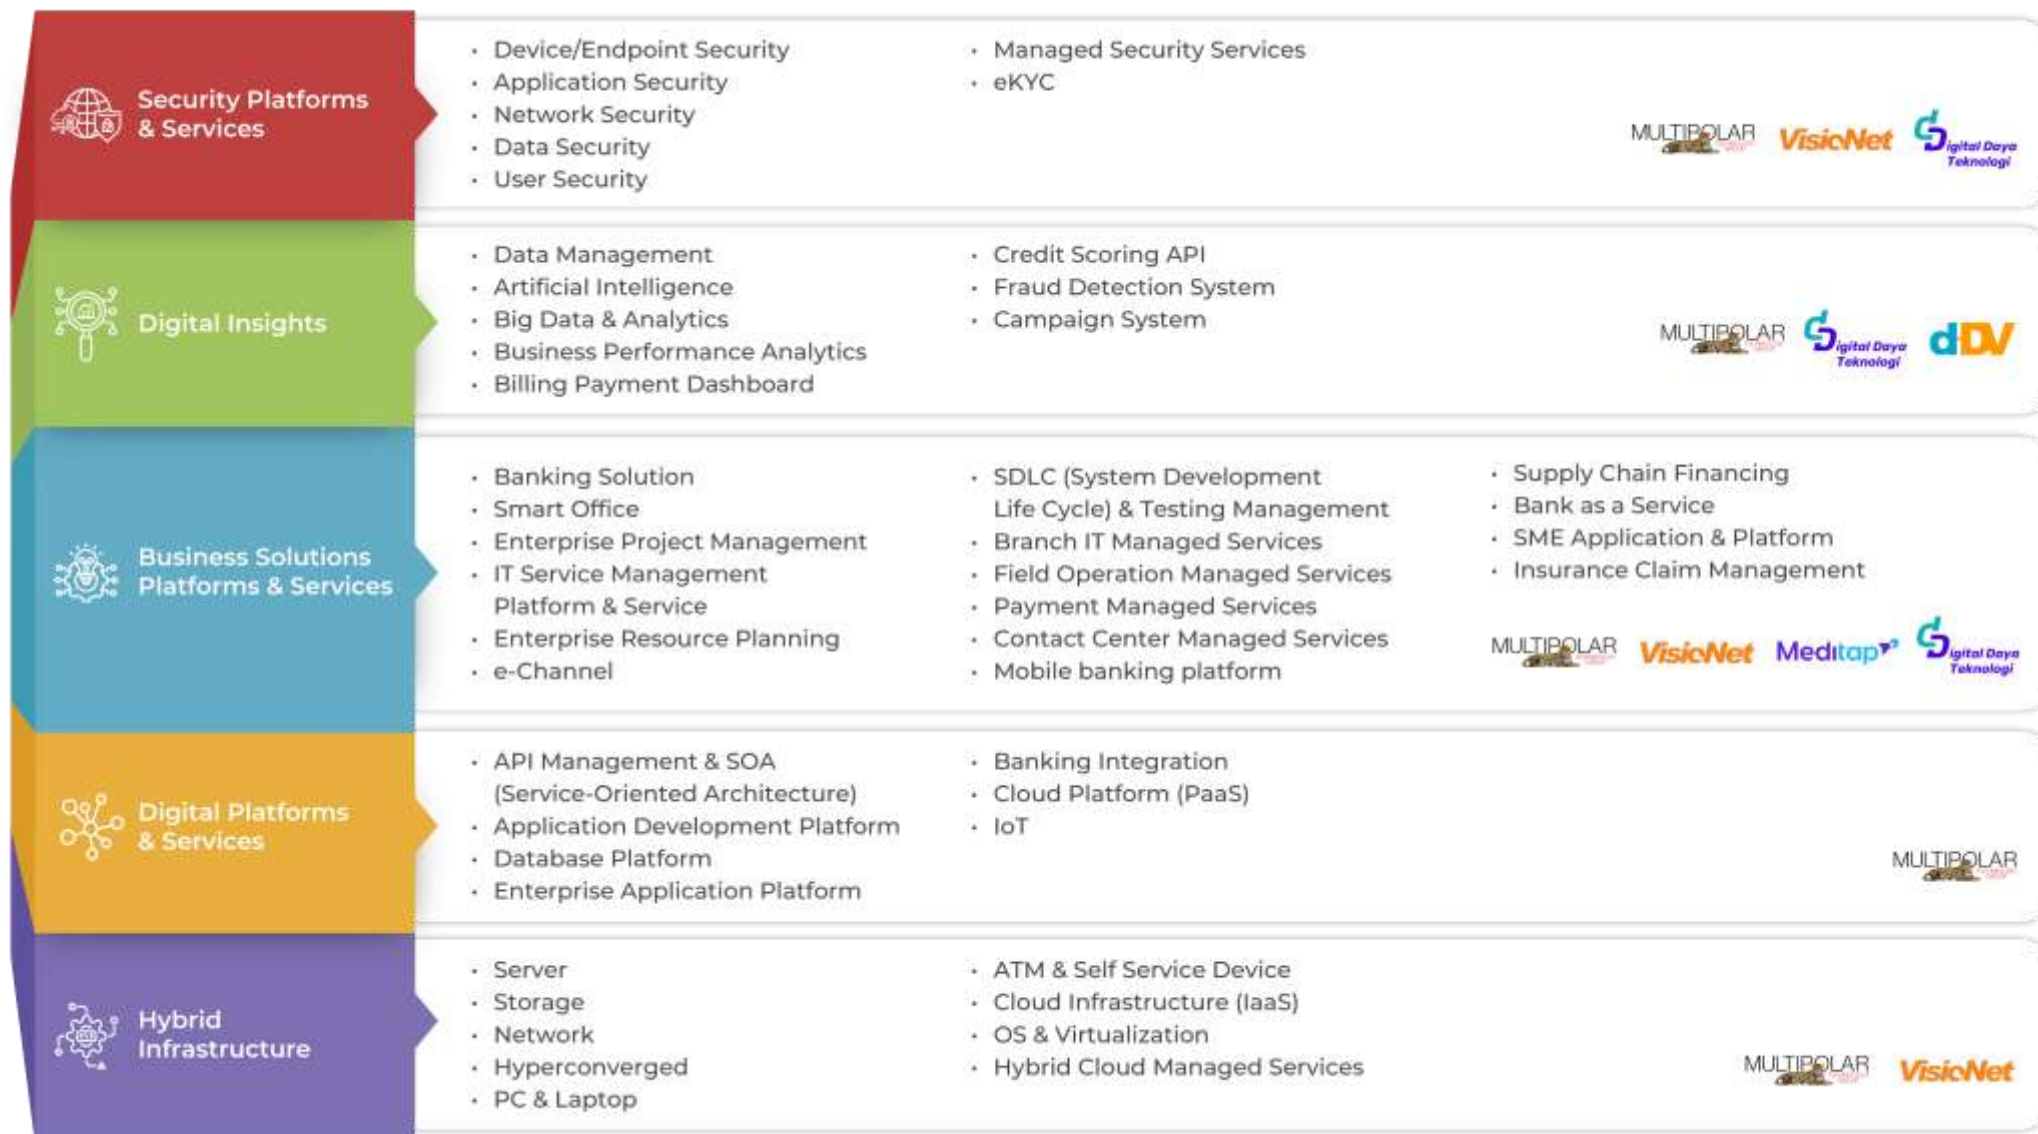 Security Platforms
& Services
· Device/Endpoint Security
· Application Security
· Network Security
· Data Security
· User Security
· Managed Security Services
· eKYC
MULTIPOLAR
VisioNet
Digital Daya
Teknologi
Digital Insights
· Data Management
· Artificial Intelligence
· Big Data & Analytics
· Business Performance Analytics
· Billing Payment Dashboard
· Credit Scoring API
· Fraud Detection System
· Campaign System
MULTIPOLAR
Digital Daya
Teknologi
dDV
Business Solutions
Platforms & Services
· Banking Solution
· Smart Office
· Enterprise Project Management
· IT Service Management
Platform & Service
· Enterprise Resource Planning
· e-Channel
· SDLC (System Development
Life Cycle) & Testing Management
· Branch IT Managed Services
· Field Operation Managed Services
· Payment Managed Services
· Contact Center Managed Services
· Mobile banking platform
· Supply Chain Financing
· Bank as a Service
· SME Application & Platform
· Insurance Claim Management
MULTIPOLAR
VisioNet
Meditap
Digital Daya
Teknologi
Digital Platforms
& Services
· API Management & SOA
(Service-Oriented Architecture)
· Application Development Platform
· Database Platform
· Enterprise Application Platform
· Banking Integration
· Cloud Platform (PaaS)
· IoT
MULTIPOLAR
Hybrid
Infrastructure
· Server
· Storage
· Network
· Hyperconverged
· PC & Laptop
· ATM & Self Service Device
· Cloud Infrastructure (IaaS)
· OS & Virtualization
· Hybrid Cloud Managed Services
MULTIPOLAR
VisioNet